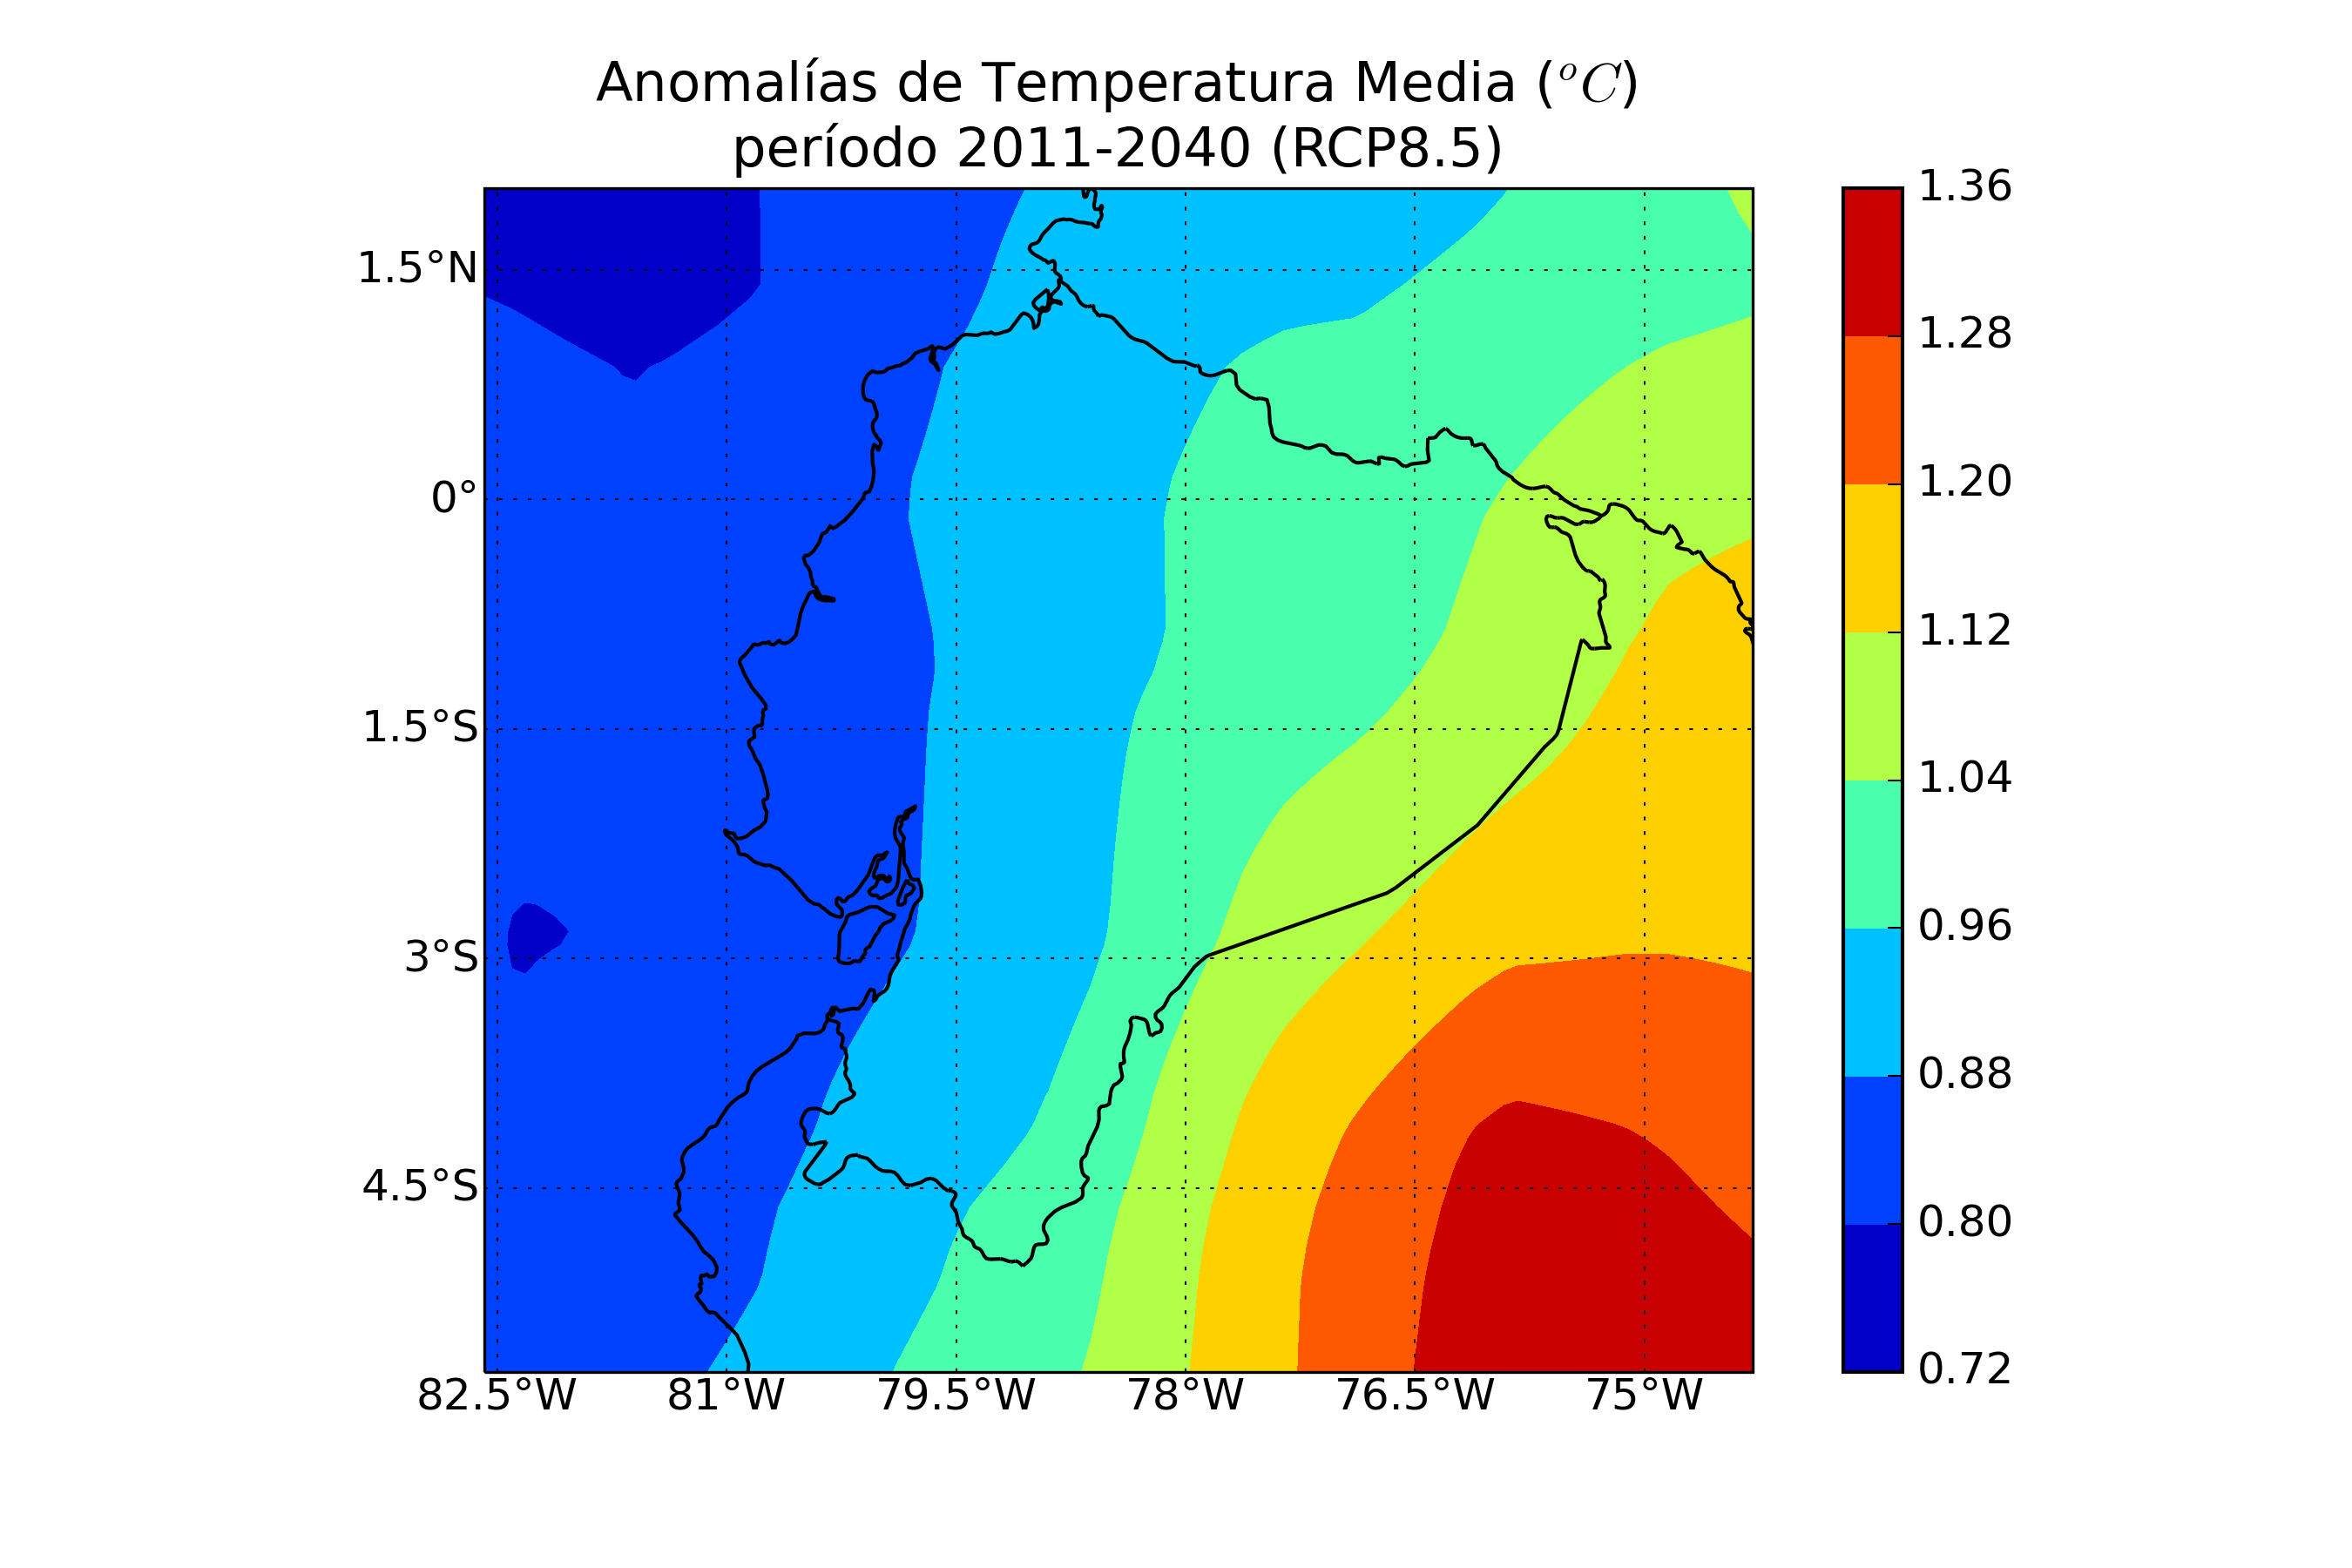 Anomalías de Temperatura Media (°C)
período 2011-2040 (RCP8.5)
1.5°N
0°
1.5°S
3°S
4.5°S
82.5°W
81°W
79.5°W
78°W
76.5°W
75°W
1.36
1.28
1.20
1.12
1.04
0.96
0.88
0.80
0.72